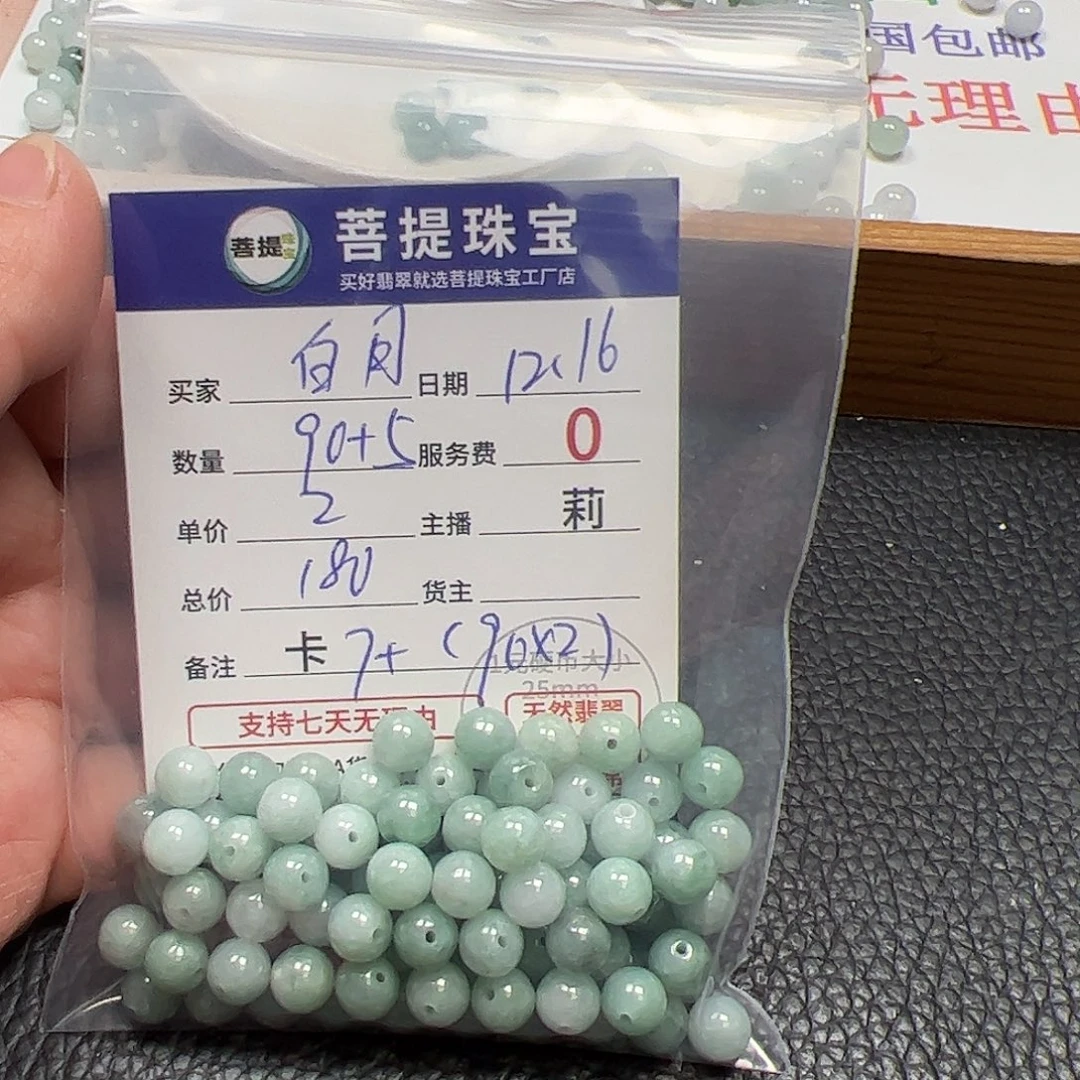 国包邮
无理由
菩提珠宝
菩提珠宝
买好翡翠就选菩提珠宝工厂店
买家 白月 日期 12.16
数量 90+5 服务费 0
单价 2 主播 莉
总价 180 货主
备注 卡 7+ (90×2)
1元硬币大小
25mm
支持七天无理由 天然翡翠
A货